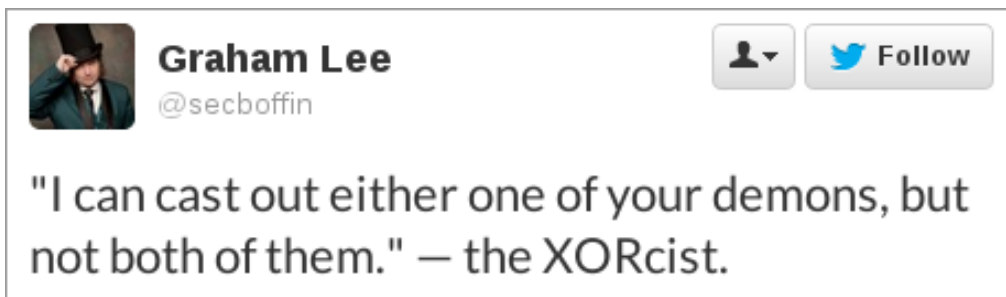 Graham Lee
@secboffin
Follow
"I can cast out either one of your demons, but
not both of them." — the XORcist.